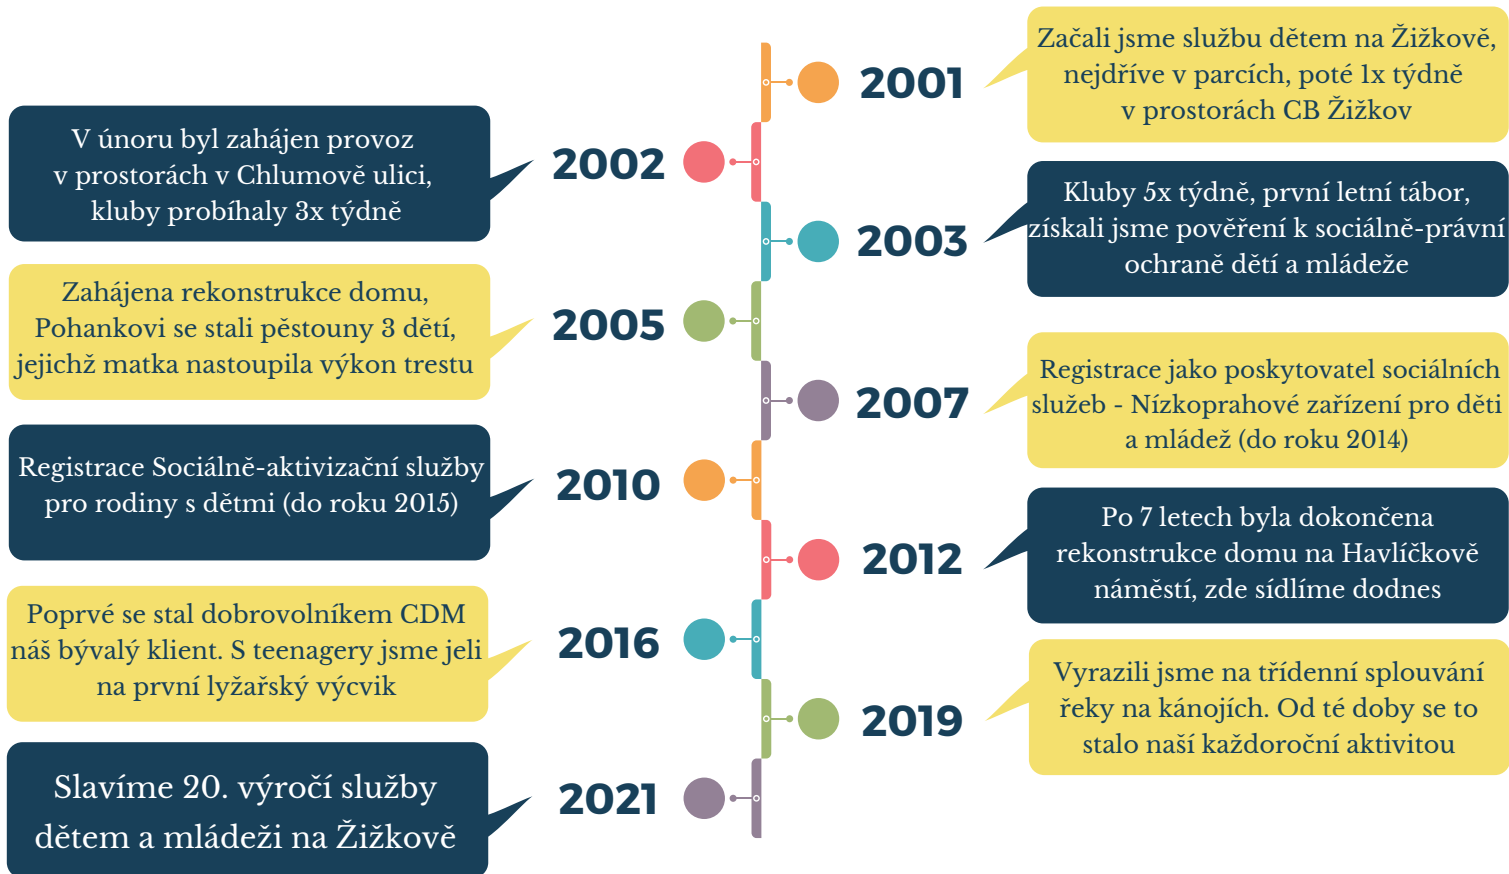 2001
Začali jsme službu dětem na Žižkově,
nejdříve v parcích, poté 1x týdně
v prostorách CB Žižkov
V únoru byl zahájen provoz
v prostorách v Chlumově ulici,
kluby probíhaly 3x týdně
2002
2003
Kluby 5x týdně, první letní tábor,
získali jsme pověření k sociálně-právní
ochraně dětí a mládeže
Zahájena rekonstrukce domu,
Pohankovi se stali pěstouny 3 dětí,
jejichž matka nastoupila výkon trestu
2005
2007
Registrace jako poskytovatel sociálních
služeb - Nízkoprahové zařízení pro děti
a mládež (do roku 2014)
Registrace Sociálně-aktivizační služby
pro rodiny s dětmi (do roku 2015)
2010
2012
Po 7 letech byla dokončena
rekonstrukce domu na Havlíčkově
náměstí, zde sídlíme dodnes
Poprvé se stal dobrovolníkem CDM
náš bývalý klient. S teenagery jsme jeli
na první lyžařský výcvik
2016
2019
Vyrazili jsme na třídenní splouvání
řeky na kánojích. Od té doby se to
stalo naší každoroční aktivitou
Slavíme 20. výročí služby
dětem a mládeži na Žižkově
2021